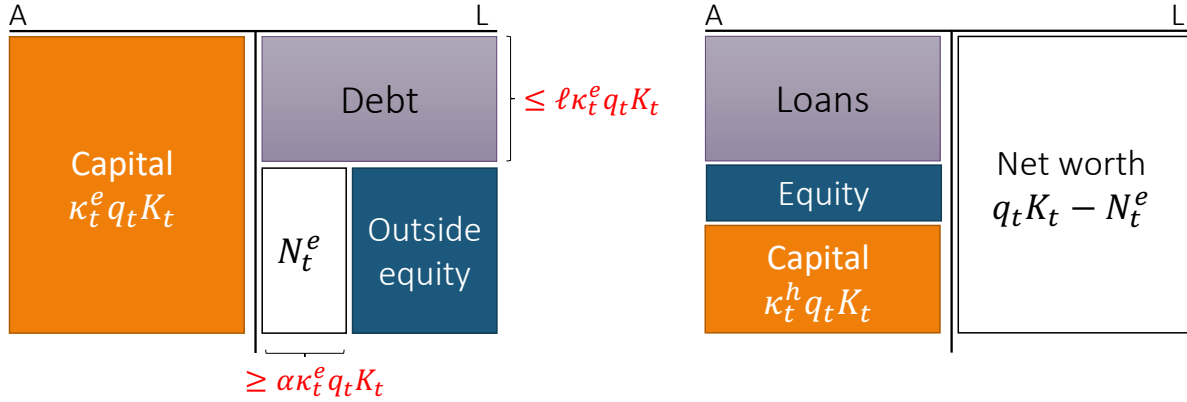 A L
Debt
≤ ℓκ_t^e q_t K_t
Capital
κ_t^e q_t K_t
N_t^e
Outside
equity
≥ ακ_t^e q_t K_t
A L
Loans
Equity
Capital
κ_t^h q_t K_t
Net worth
q_t K_t − N_t^e